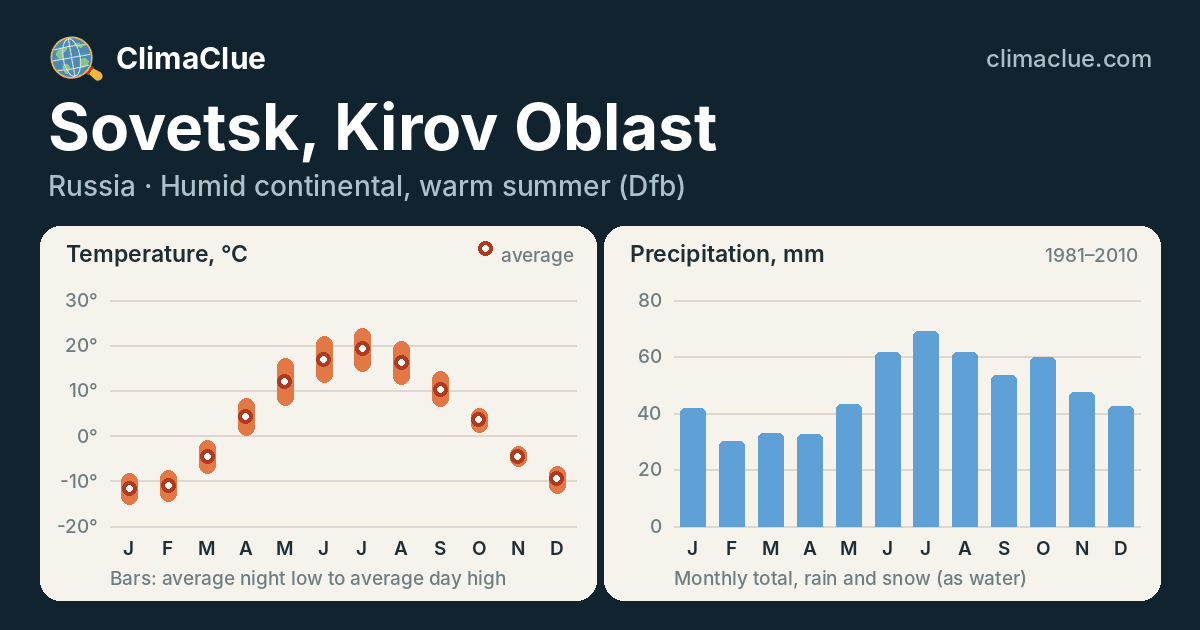 ClimaClue
climaclue.com
Sovetsk, Kirov Oblast
Russia · Humid continental, warm summer (Dfb)
Temperature, °C
average
30°
20°
10°
0°
-10°
-20°
J F M A M J J A S O N D
Bars: average night low to average day high
Precipitation, mm
1981–2010
80
60
40
20
0
J F M A M J J A S O N D
Monthly total, rain and snow (as water)